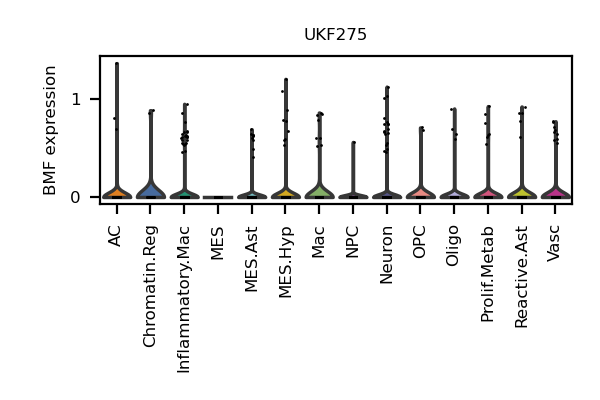 UKF275
BMF expression
1
0
AC
Chromatin.Reg
Inflammatory.Mac
MES
MES.Ast
MES.Hyp
Mac
NPC
Neuron
OPC
Oligo
Prolif.Metab
Reactive.Ast
Vasc